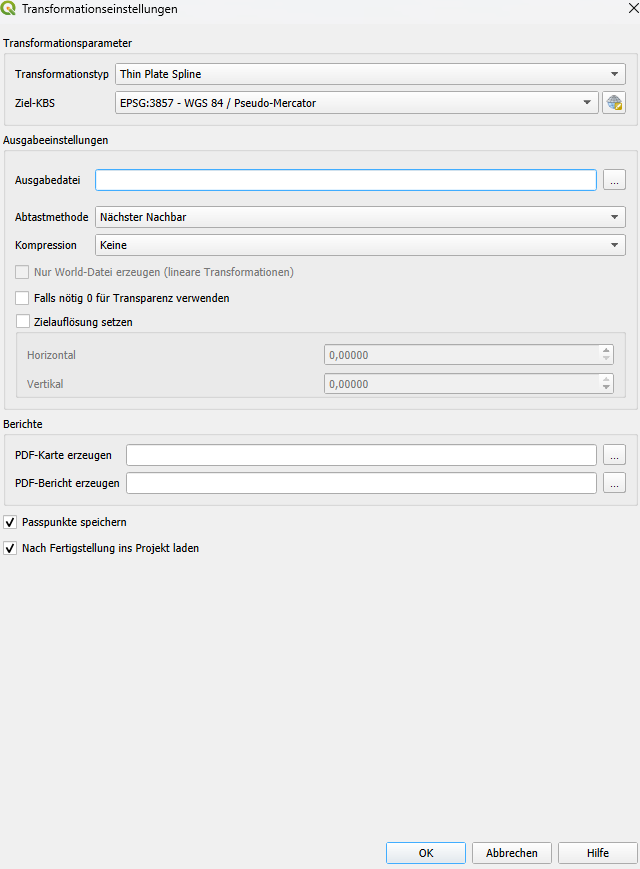 Transformationseinstellungen
Transformationsparameter
Transformationstyp Thin Plate Spline
Ziel-KBS EPSG:3857 - WGS 84 / Pseudo-Mercator
Ausgabeeinstellungen
Ausgabedatei ...
Abtastmethode Nächster Nachbar
Kompression Keine
Nur World-Datei erzeugen (lineare Transformationen)
Falls nötig 0 für Transparenz verwenden
Zielauflösung setzen
Horizontal 0,00000
Vertikal 0,00000
Berichte
PDF-Karte erzeugen ...
PDF-Bericht erzeugen ...
Passpunkte speichern
Nach Fertigstellung ins Projekt laden
OK Abbrechen Hilfe